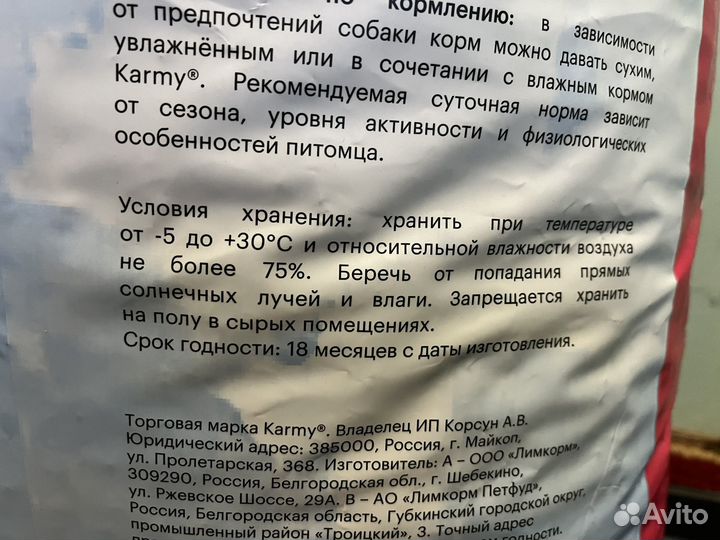 по кормлению: в зависимости
от предпочтений собаки корм можно давать сухим,
увлажнённым или в сочетании с влажным кормом
Karmy®. Рекомендуемая суточная норма зависит
от сезона, уровня активности и физиологических
особенностей питомца.
Условия хранения: хранить при температуре
от -5 до +30°C и относительной влажности воздуха
не более 75%. Беречь от попадания прямых
солнечных лучей и влаги. Запрещается хранить
на полу в сырых помещениях.
Срок годности: 18 месяцев с даты изготовления.
Торговая марка Karmy®. Владелец ИП Корсун А.В.
Юридический адрес: 385000, Россия, г. Майкоп,
ул. Пролетарская, 368. Изготовитель: А – ООО «Лимкорм»,
309290, Россия, Белгородская обл., г. Шебекино,
ул. Ржевское Шоссе, 29А. В – АО «Лимкорм Петфуд»,
Россия, Белгородская область, Губкинский городской округ,
промышленный район «Троицкий», 3. Точный адрес
годности.
Avito